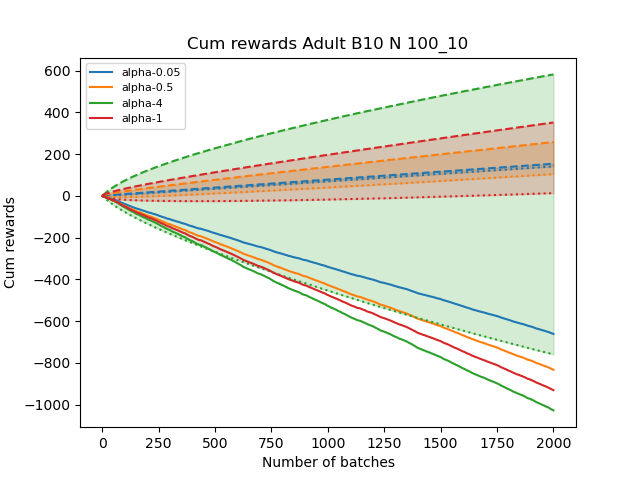 Cum rewards Adult B10 N 100_10
alpha-0.05
alpha-0.5
alpha-4
alpha-1
Cum rewards
600
400
200
0
−200
−400
−600
−800
−1000
0 250 500 750 1000 1250 1500 1750 2000
Number of batches